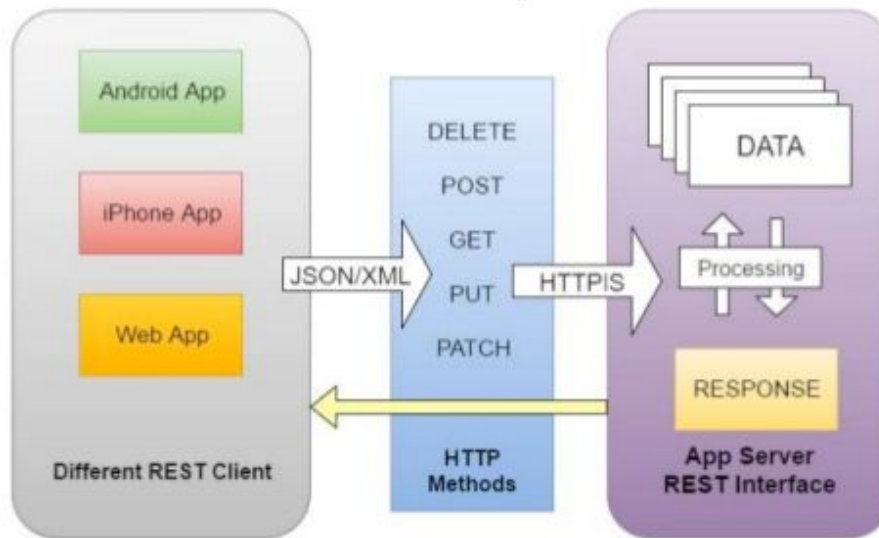 Android App
iPhone App
Web App
Different REST Client
JSON/XML
DELETE
POST
GET
PUT
PATCH
HTTP
Methods
HTTP|S
DATA
Processing
RESPONSE
App Server
REST Interface